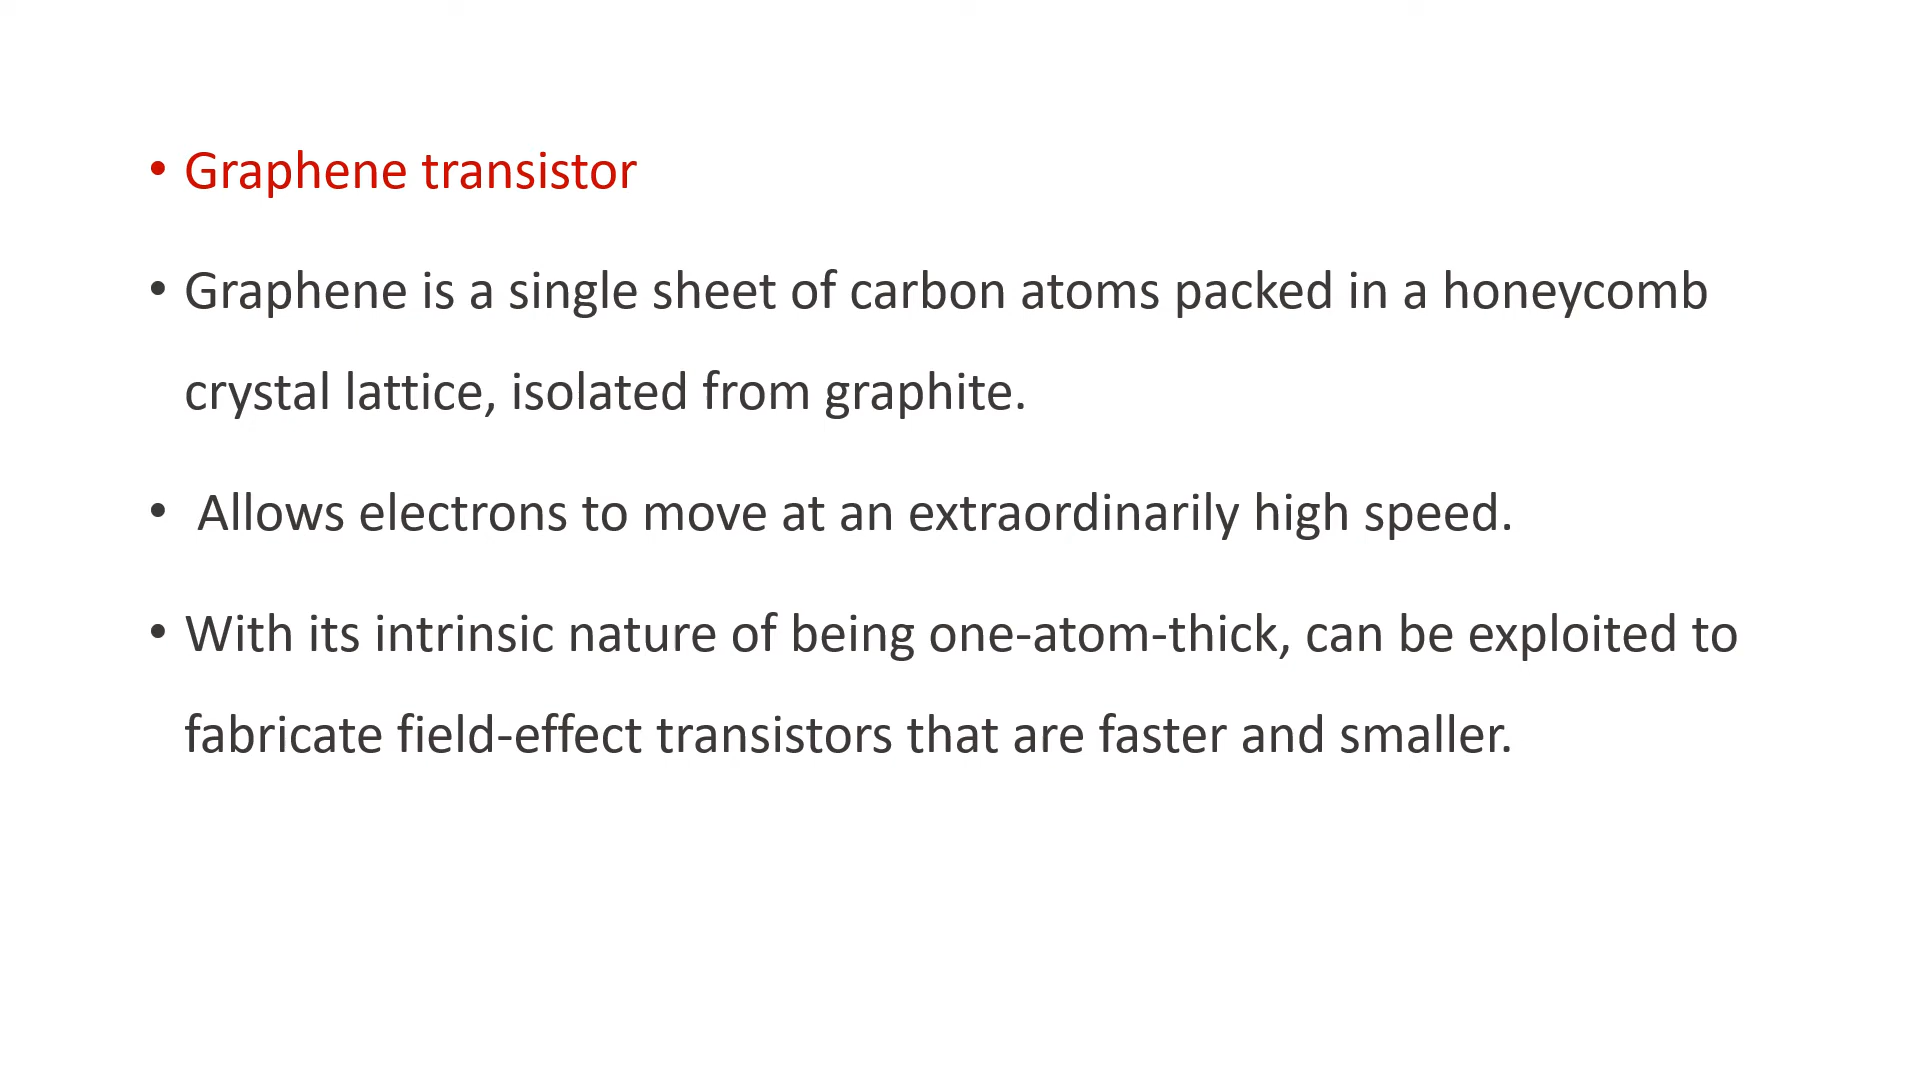 • Graphene transistor
• Graphene is a single sheet of carbon atoms packed in a honeycomb
crystal lattice, isolated from graphite.
• Allows electrons to move at an extraordinarily high speed.
• With its intrinsic nature of being one-atom-thick, can be exploited to
fabricate field-effect transistors that are faster and smaller.